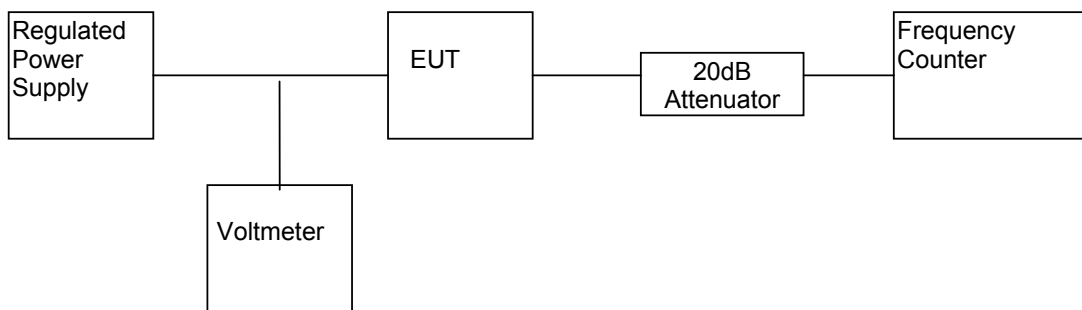 Regulated
Power
Supply
EUT
20dB
Attenuator
Frequency
Counter
Voltmeter